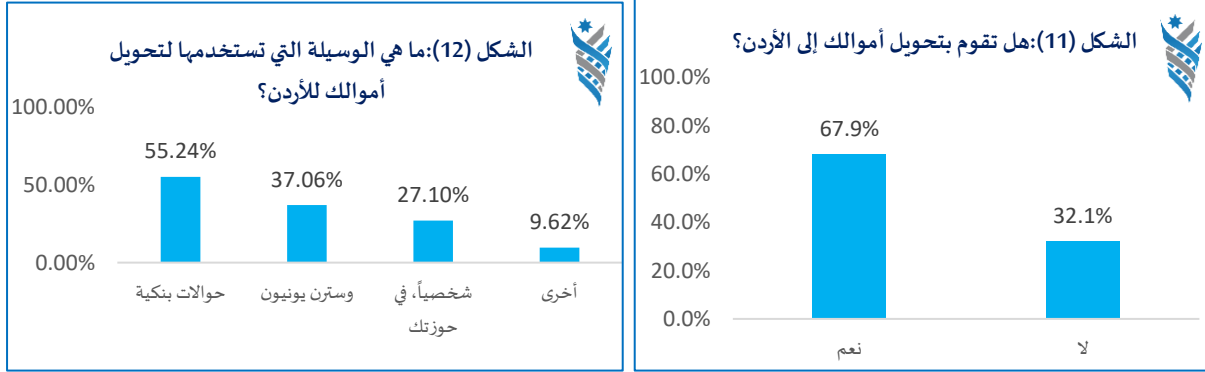 الشكل (11):هل تقوم بتحويل أموالك إلى الأردن؟
100.0%
80.0%
60.0%
40.0%
20.0%
0.0%
67.9%
32.1%
نعم
لا
الشكل (12):ما هي الوسيلة التي تستخدمها لتحويل
أموالك للأردن؟
100.00%
50.00%
0.00%
55.24%
37.06%
27.10%
9.62%
حوالات بنكية
وسترن يونيون
شخصياً، في
حوزتك
أخرى